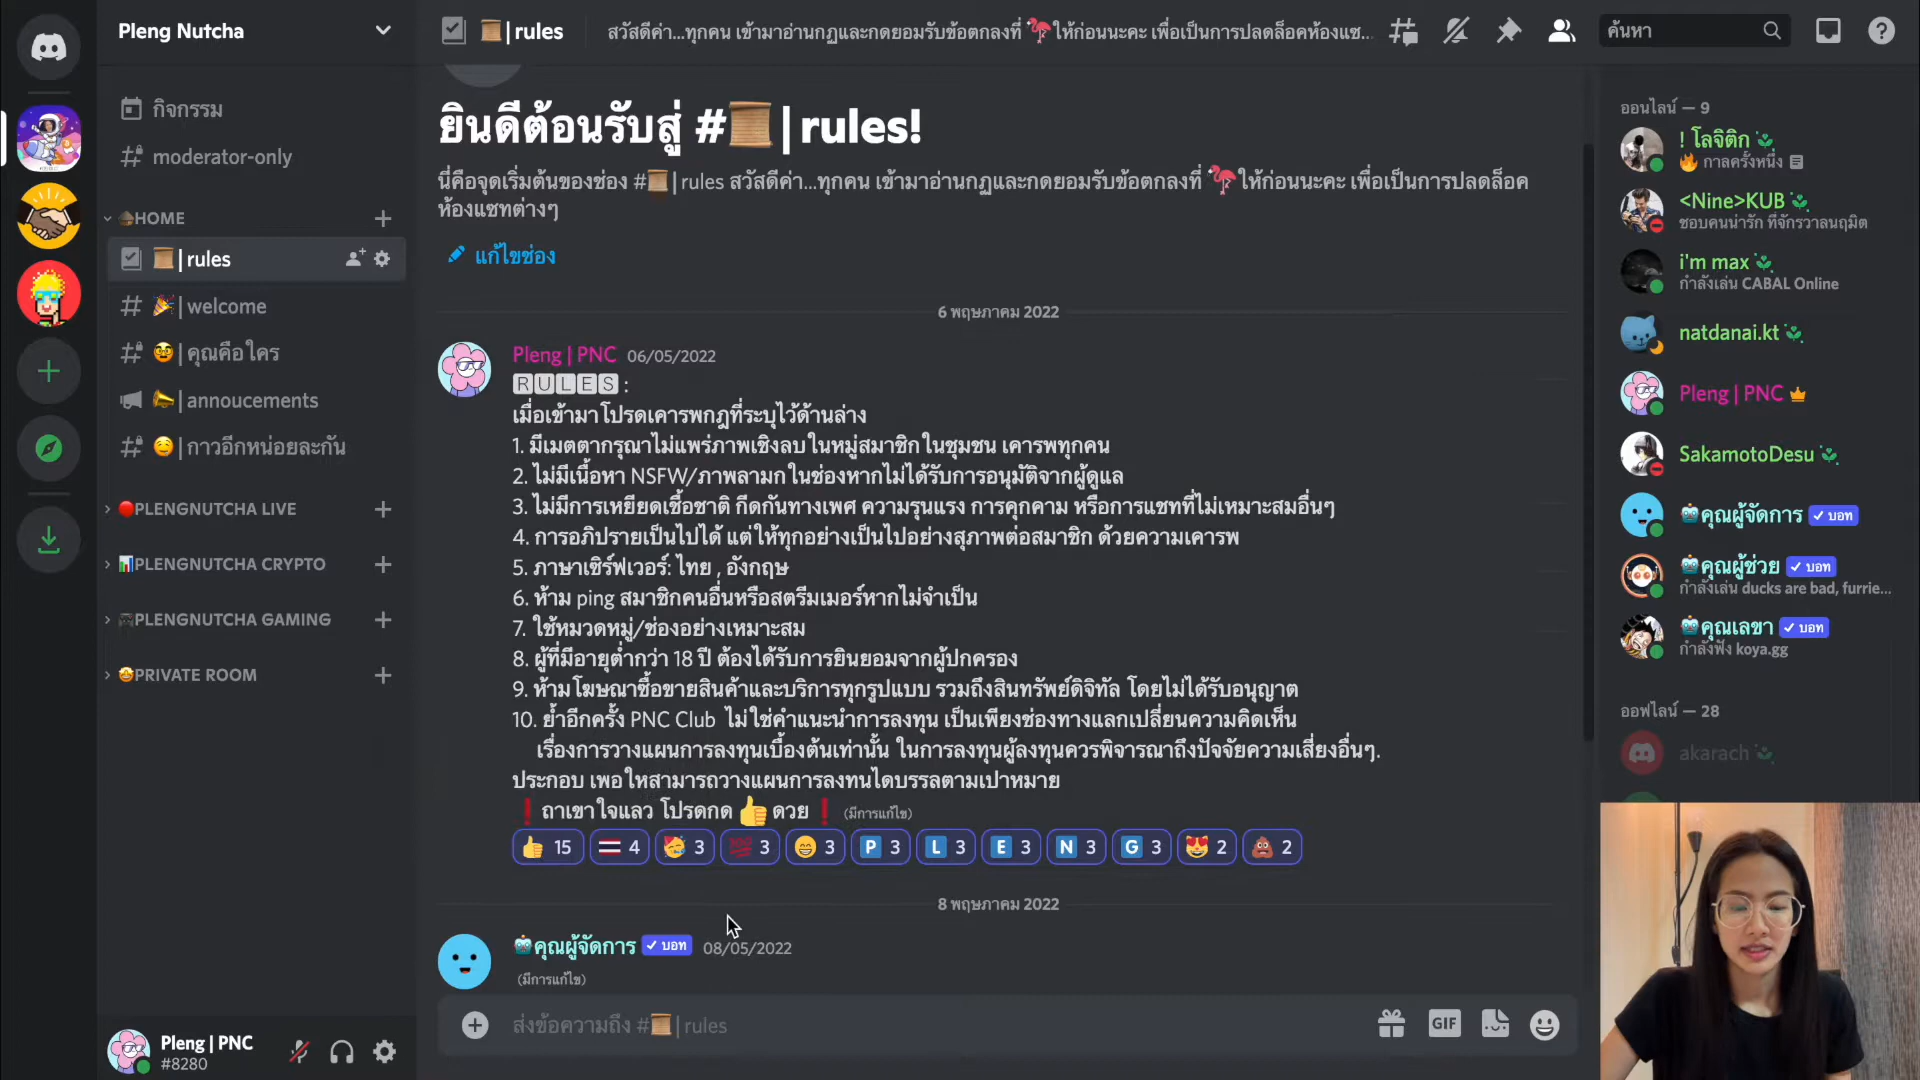 Pleng Nutcha
📜|rules
สวัสดีค่า...ทุกคน เข้ามาอ่านกฏและกดยอมรับข้อตกลงที่ 🦩ให้ก่อนนะคะ เพื่อเป็นการปลดล็อคห้องแช...
ค้นหา
กิจกรรม
moderator-only
HOME
📜|rules
🎉|welcome
🥸|คุณคือใคร
📣|annoucements
☺️|กาวอีกหน่อยละกัน
🔴PLENGNUTCHA LIVE
📊PLENGNUTCHA CRYPTO
🎮PLENGNUTCHA GAMING
🤩PRIVATE ROOM
Pleng | PNC
#8280
ยินดีต้อนรับสู่ #📜|rules!
นี่คือจุดเริ่มต้นของช่อง #📜|rules สวัสดีค่า...ทุกคน เข้ามาอ่านกฏและกดยอมรับข้อตกลงที่ 🦩ให้ก่อนนะคะ เพื่อเป็นการปลดล็อค
ห้องแชทต่างๆ
แก้ไขช่อง
6 พฤษภาคม 2022
Pleng | PNC 06/05/2022
🅁🅄🄻🄴🅂 :
เมื่อเข้ามาโปรดเคารพกฎที่ระบุไว้ด้านล่าง
1. มีเมตตากรุณาไม่แพร่ภาพเชิงลบในหมู่สมาชิกในชุมชน เคารพทุกคน
2. ไม่มีเนื้อหา NSFW/ภาพลามกในช่องหากไม่ได้รับการอนุมัติจากผู้ดูแล
3. ไม่มีการเหยียดเชื้อชาติ กีดกันทางเพศ ความรุนแรง การคุกคาม หรือการแชทที่ไม่เหมาะสมอื่นๆ
4. การอภิปรายเป็นไปได้ แต่ให้ทุกอย่างเป็นไปอย่างสุภาพต่อสมาชิก ด้วยความเคารพ
5. ภาษาเซิร์ฟเวอร์: ไทย , อังกฤษ
6. ห้าม ping สมาชิกคนอื่นหรือสตรีมเมอร์หากไม่จำเป็น
7. ใช้หมวดหมู่/ช่องอย่างเหมาะสม
8. ผู้ที่มีอายุต่ำกว่า 18 ปี ต้องได้รับการยินยอมจากผู้ปกครอง
9. ห้ามโฆษณาซื้อขายสินค้าและบริการทุกรูปแบบ รวมถึงสินทรัพย์ดิจิทัล โดยไม่ได้รับอนุญาต
10. ย้ำอีกครั้ง PNC Club ไม่ใช่คำแนะนำการลงทุน เป็นเพียงช่องทางแลกเปลี่ยนความคิดเห็น
เรื่องการวางแผนการลงทุนเบื้องต้นเท่านั้น ในการลงทุนผู้ลงทุนควรพิจารณาถึงปัจจัยความเสี่ยงอื่นๆ.
ประกอบ เพื่อให้สามารถวางแผนการลงทุนได้บรรลุตามเป้าหมาย
❗ถ้าเข้าใจแล้ว โปรดกด 👍 ด้วย❗ (มีการแก้ไข)
👍 15 🇹🇭 4 🥳 3 💯 3 😁 3 P 3 L 3 E 3 N 3 G 3 😻 2 💩 2
8 พฤษภาคม 2022
🤖คุณผู้จัดการ ✓ บอท 08/05/2022
(มีการแก้ไข)
ส่งข้อความถึง #📜|rules
GIF
ออนไลน์ — 9
! โลจิติก
🔥 กาลครั้งหนึ่ง
<Nine>KUB
ชอบคนน่ารัก ที่จักรวาลนฤมิต
i'm max
กำลังเล่น CABAL Online
natdanai.kt
Pleng | PNC
SakamotoDesu
🤖คุณผู้จัดการ ✓ บอท
🤖คุณผู้ช่วย ✓ บอท
กำลังเล่น ducks are bad, furrie...
🤖คุณเลขา ✓ บอท
กำลังฟัง koya.gg
ออฟไลน์ — 28
akarach